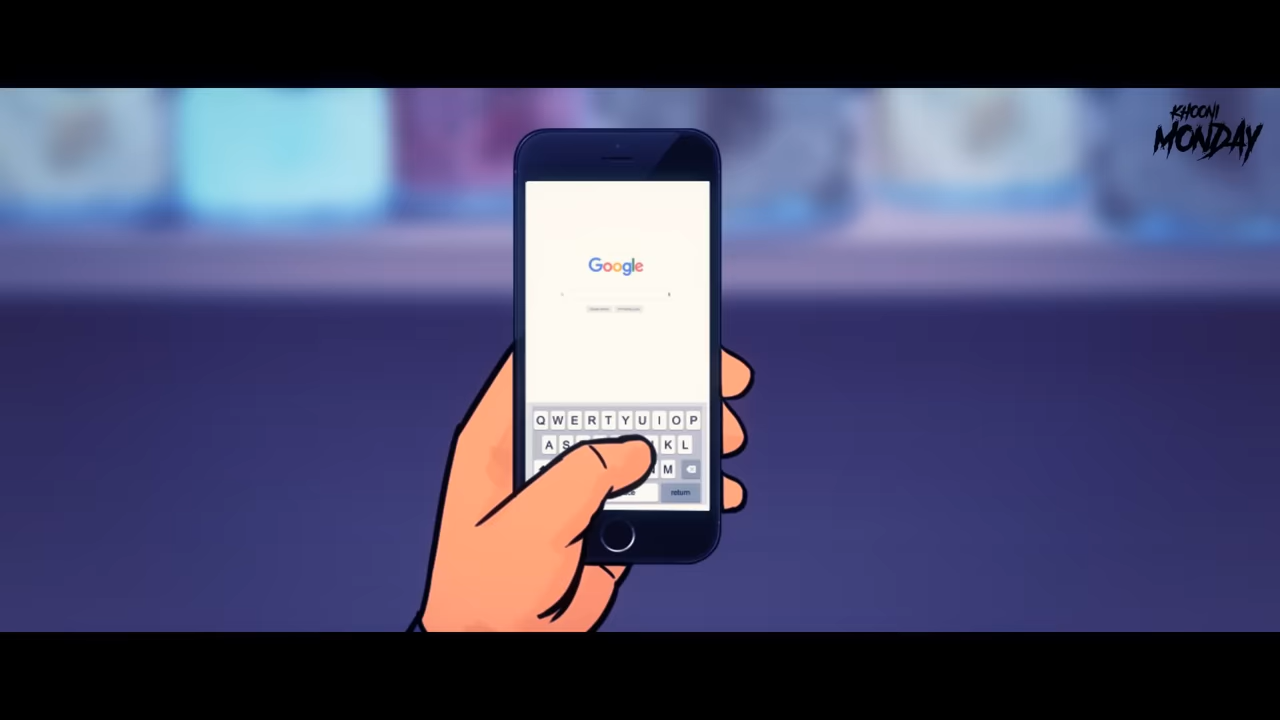 KHOONI
MONDAY
Google
Q W E R T Y U I O P
A S K L
M
return